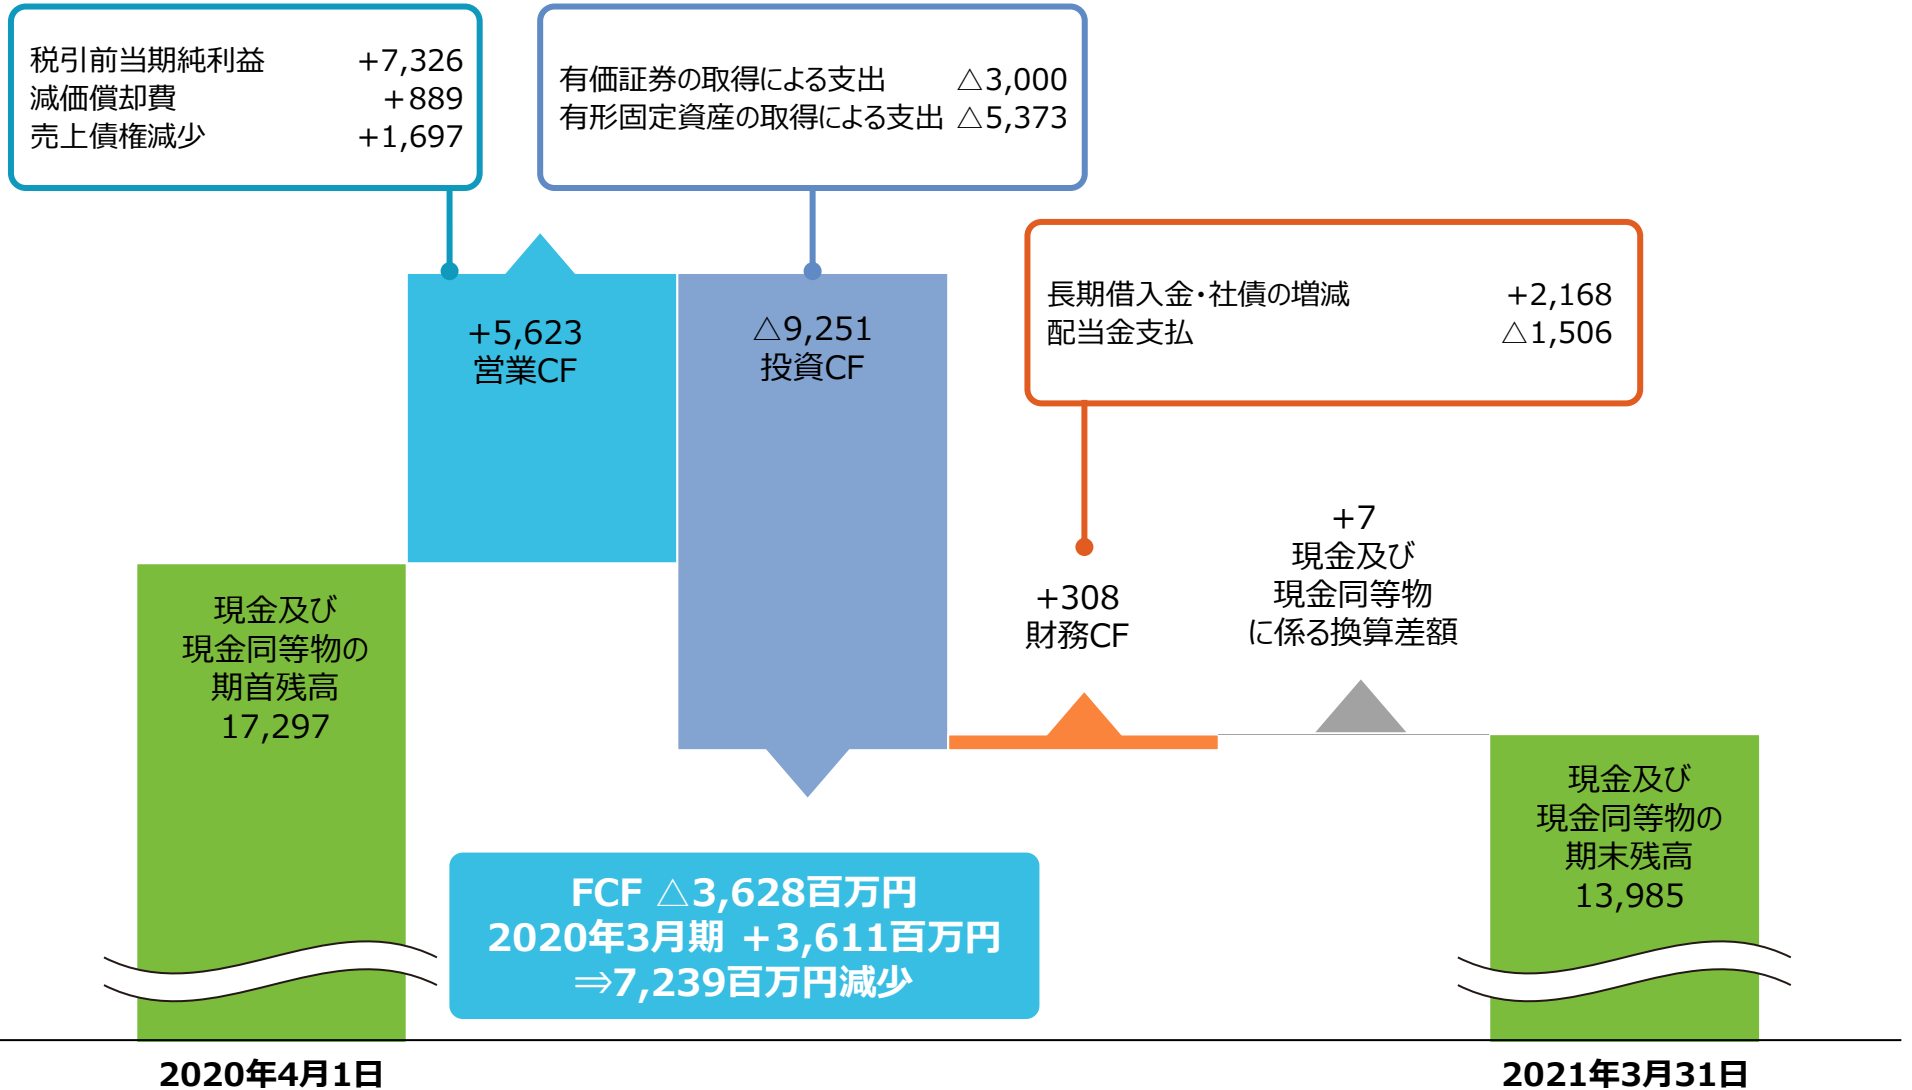 税引前当期純利益 +7,326
減価償却費 +889
売上債権減少 +1,697
有価証券の取得による支出 △3,000
有形固定資産の取得による支出 △5,373
長期借入金・社債の増減 +2,168
配当金支払 △1,506
+5,623
営業CF
△9,251
投資CF
+308
財務CF
+7
現金及び
現金同等物
に係る換算差額
現金及び
現金同等物の
期首残高
17,297
現金及び
現金同等物の
期末残高
13,985
FCF △3,628百万円
2020年3月期 +3,611百万円
⇒7,239百万円減少
2020年4月1日
2021年3月31日